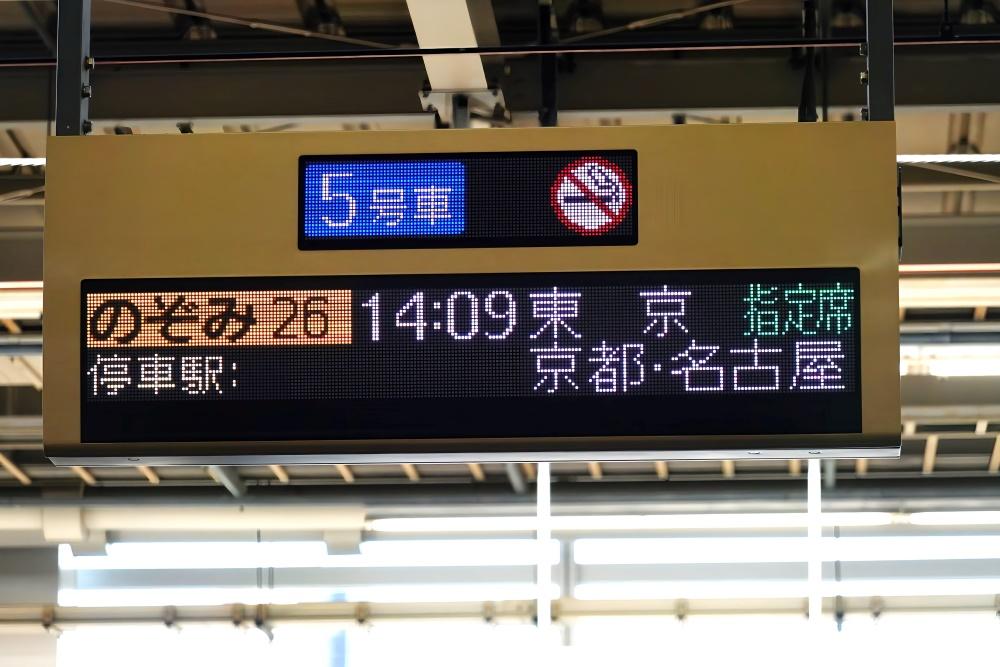 5号車
のぞみ26 14:09 東 京 指定席
停車駅: 京都・名古屋